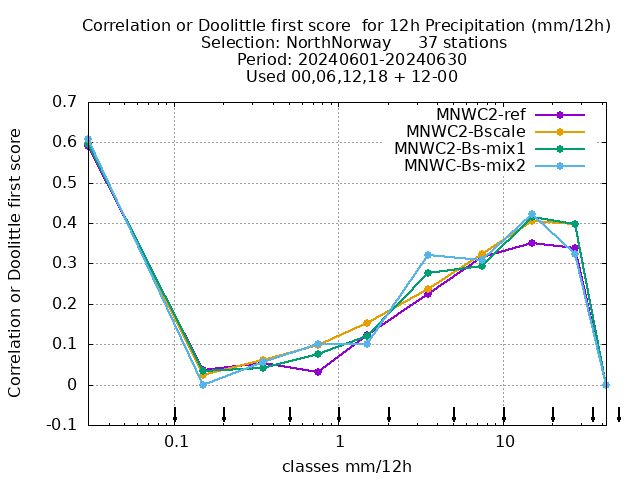 Correlation or Doolittle first score  for 12h Precipitation (mm/12h)
Selection: NorthNorway     37 stations
Period: 20240601-20240630
Used 00,06,12,18 + 12-00
MNWC2-ref
MNWC2-Bscale
MNWC2-Bs-mix1
MNWC-Bs-mix2
Correlation or Doolittle first score
0.7
0.6
0.5
0.4
0.3
0.2
0.1
0
-0.1
0.1 1 10
classes mm/12h